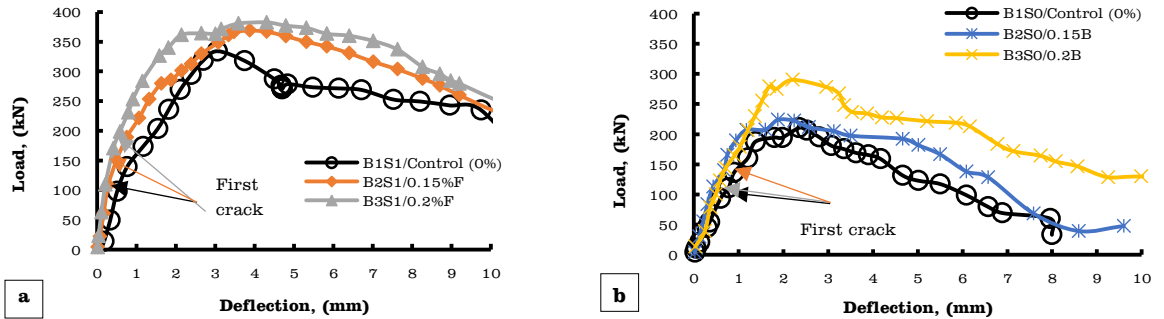 400
350
300
250
200
150
100
50
0
Load, (kN)
0 1 2 3 4 5 6 7 8 9 10
Deflection, (mm)
B1S1/Control (0%)
B2S1/0.15%F
B3S1/0.2%F
First
crack
a
400
350
300
250
200
150
100
50
0
Load, (kN)
0 1 2 3 4 5 6 7 8 9 10
Deflection, (mm)
B1S0/Control (0%)
B2S0/0.15B
B3S0/0.2B
First crack
b